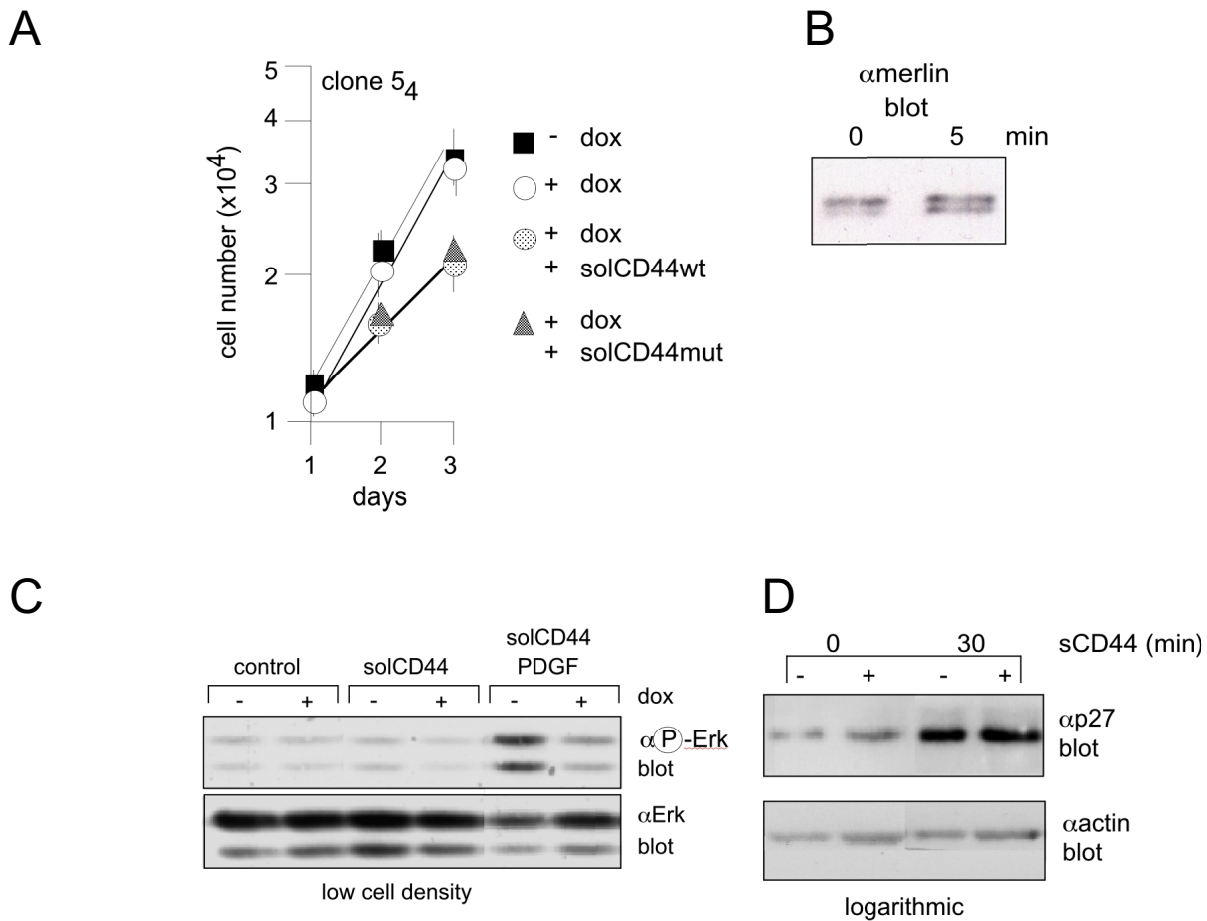 A
clone 54
5
4
3
2
1
cell number (x104)
1 2 3
days
- dox
+ dox
+ dox
+ solCD44wt
+ dox
+ solCD44mut
B
αmerlin
blot
0 5 min
C
control solCD44 solCD44
PDGF
- + - + - + dox
αP-Erk
blot
αErk
blot
low cell density
D
0 30 sCD44 (min)
- + - +
αp27
blot
αactin
blot
logarithmic